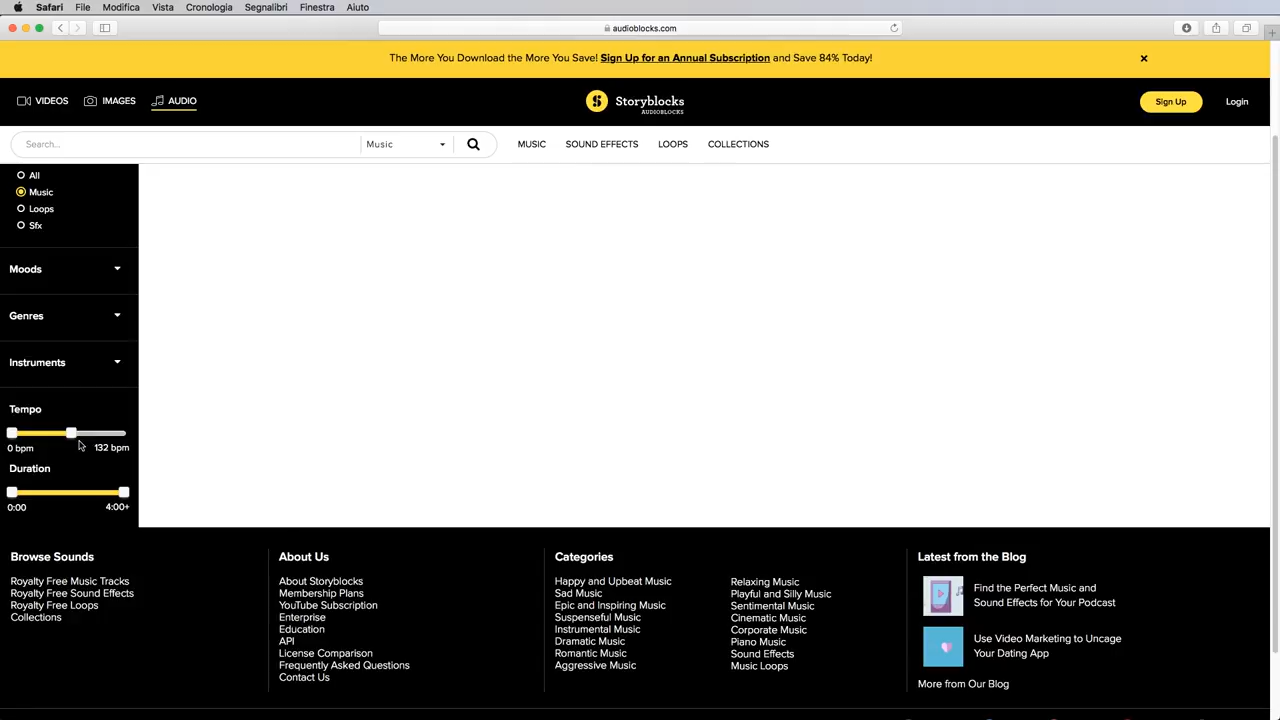 Safari File Modifica Vista Cronologia Segnalibri Finestra Aiuto
audioblocks.com
The More You Download the More You Save! Sign Up for an Annual Subscription and Save 84% Today!
VIDEOS IMAGES AUDIO
Storyblocks
AUDIOBLOCKS
Sign Up
Login
Search...
Music
MUSIC SOUND EFFECTS LOOPS COLLECTIONS
All
Music
Loops
Sfx
Moods
Genres
Instruments
Tempo
0 bpm 132 bpm
Duration
0:00 4:00+
Browse Sounds
Royalty Free Music Tracks
Royalty Free Sound Effects
Royalty Free Loops
Collections
About Us
About Storyblocks
Membership Plans
YouTube Subscription
Enterprise
Education
API
License Comparison
Frequently Asked Questions
Contact Us
Categories
Happy and Upbeat Music
Sad Music
Epic and Inspiring Music
Suspenseful Music
Instrumental Music
Dramatic Music
Romantic Music
Aggressive Music
Relaxing Music
Playful and Silly Music
Sentimental Music
Cinematic Music
Corporate Music
Piano Music
Sound Effects
Music Loops
Latest from the Blog
Find the Perfect Music and
Sound Effects for Your Podcast
Use Video Marketing to Uncage
Your Dating App
More from Our Blog